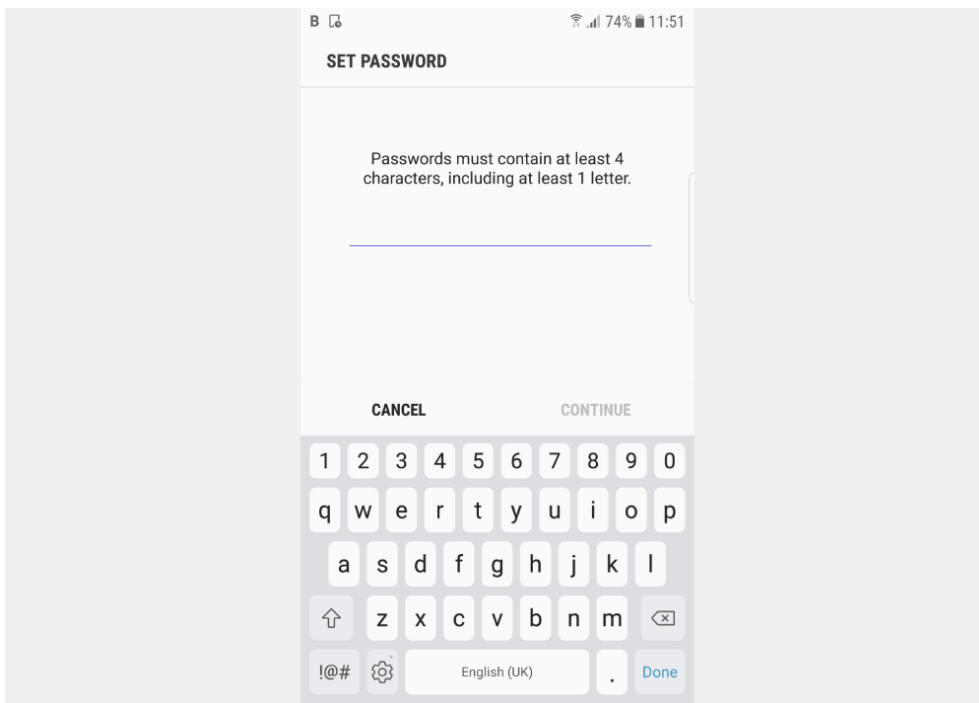 B 74% 11:51
SET PASSWORD
Passwords must contain at least 4
characters, including at least 1 letter.
CANCEL CONTINUE
1 2 3 4 5 6 7 8 9 0
q w e r t y u i o p
a s d f g h j k l
z x c v b n m
!@# English (UK) . Done